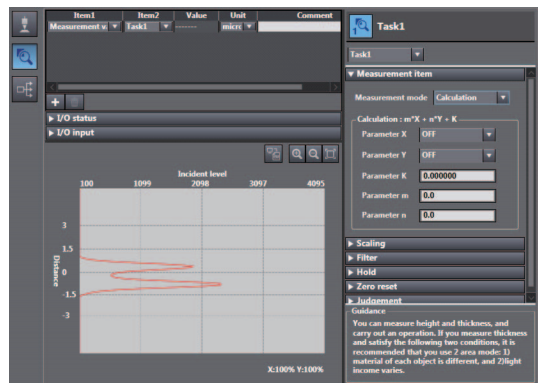 Item1 Item2 Value Unit Comment
Measurement v. Task1 ------- micro
I/O status
I/O input
Incident level
100 1099 2098 3097 4095
3
1.5
0
-1.5
-3
Distance
X:100% Y:100%
1 Task1
Task1
Measurement item
Measurement mode Calculation
Calculation : m*X + n*Y + K
Parameter X OFF
Parameter Y OFF
Parameter K 0.000000
Parameter m 0.0
Parameter n 0.0
Scaling
Filter
Hold
Zero reset
Judgement
Guidance
You can measure height and thickness, and
carry out an operation. If you measure thickness
and satisfy the following two conditions, it is
recommended that you use 2 area mode: 1)
material of each object is different, and 2)light
income varies.